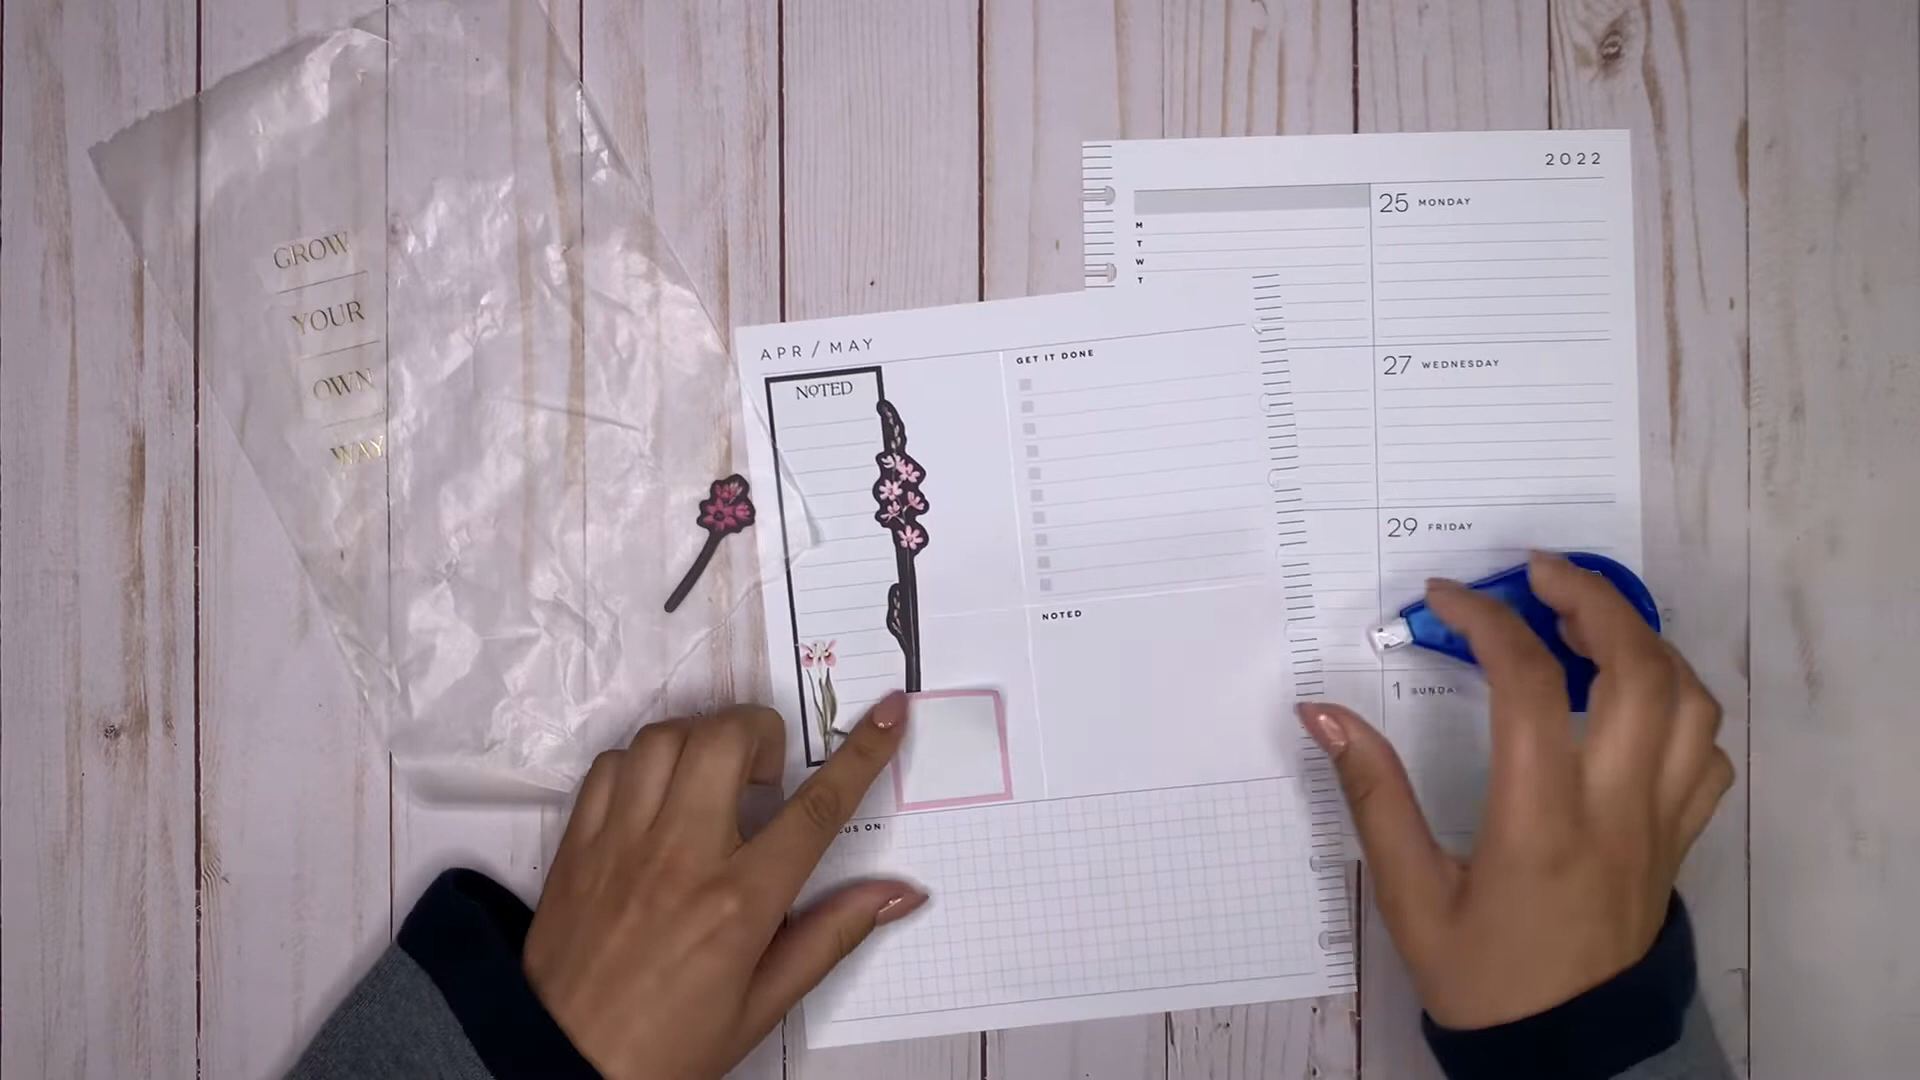 GROW
YOUR
OWN
WAY
APR / MAY
NOTED
GET IT DONE
NOTED
ON:
2022
M
T
W
T
25 MONDAY
27 WEDNESDAY
29 FRIDAY
1 SUNDA